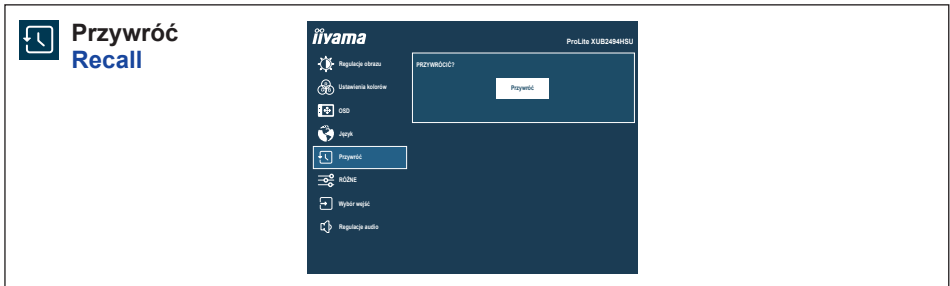 Przywróć
Recall
iiyama
ProLite XUB2494HSU
Regulacje obrazu
Ustawienia kolorów
OSD
Język
Przywróć
RÓŻNE
Wybór wejść
Regulacje audio
PRZYWRÓCIĆ?
Przywróć